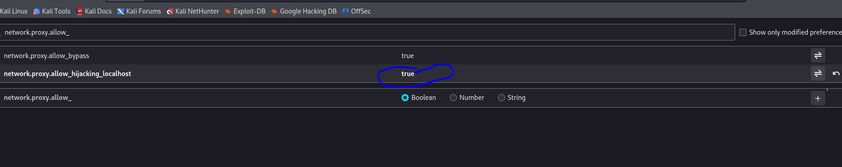 Kali Linux Kali Tools Kali Docs Kali Forums Kali NetHunter Exploit-DB Google Hacking DB OffSec
network.proxy.allow_ Show only modified preference
network.proxy.allow_bypass true
network.proxy.allow_hijacking_localhost true
network.proxy.allow_ Boolean Number String